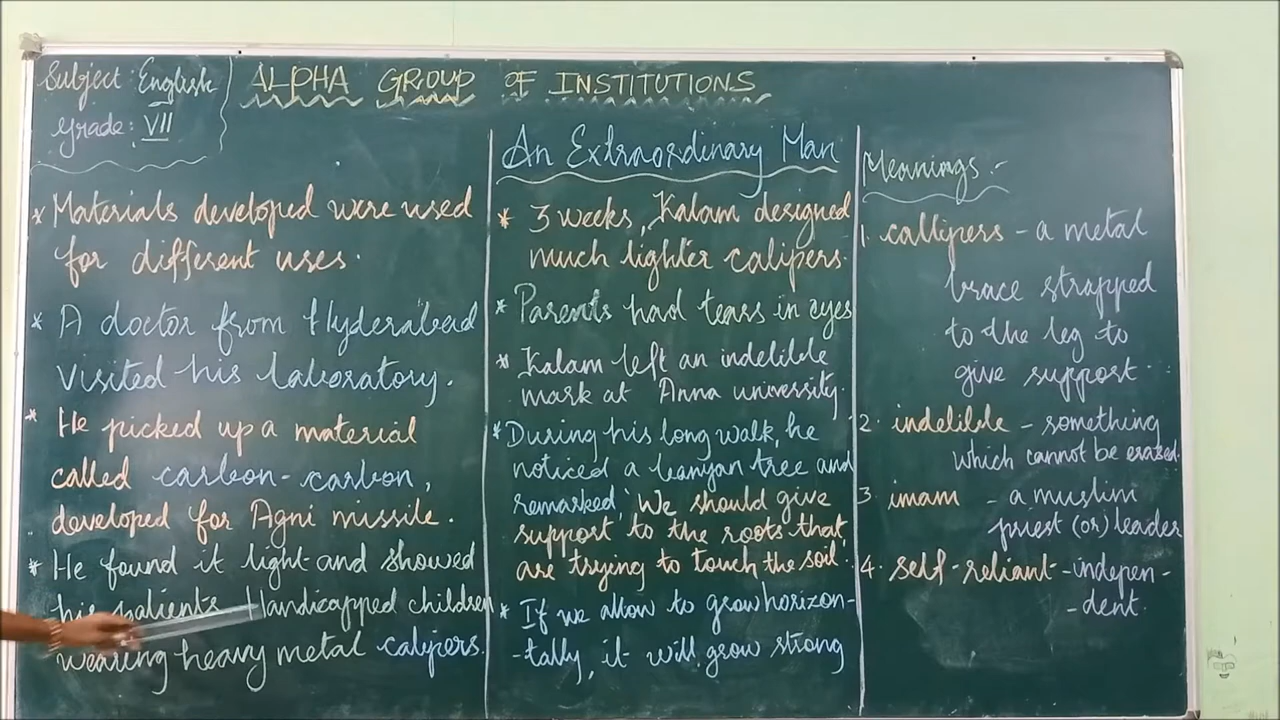 Subject: English
Grade: VII
ALPHA GROUP OF INSTITUTIONS
* Materials developed were used
for different uses.
* A doctor from Hyderabad
visited his laboratory.
* He picked up a material
called carbon-carbon,
developed for Agni missile.
* He found it light and showed
his patients Handicapped children
wearing heavy metal calipers.
An Extraordinary Man
* 3 weeks, Kalam designed
much lighter calipers.
* Parents had tears in eyes
* Kalam left an indelible
mark at Anna university.
* During his long walk, he
noticed a banyan tree and
remarked, 'We should give
support to the roots that,
are trying to touch the soil.
* If we allow to grow horizon-
-tally, it will grow strong
Meanings:-
1. callipers - a metal
brace strapped
to the leg to
give support.
2. indelible - something
which cannot be erased.
3. imam - a muslim
priest (or) leader
4. self-reliant - indepen-
-dent.